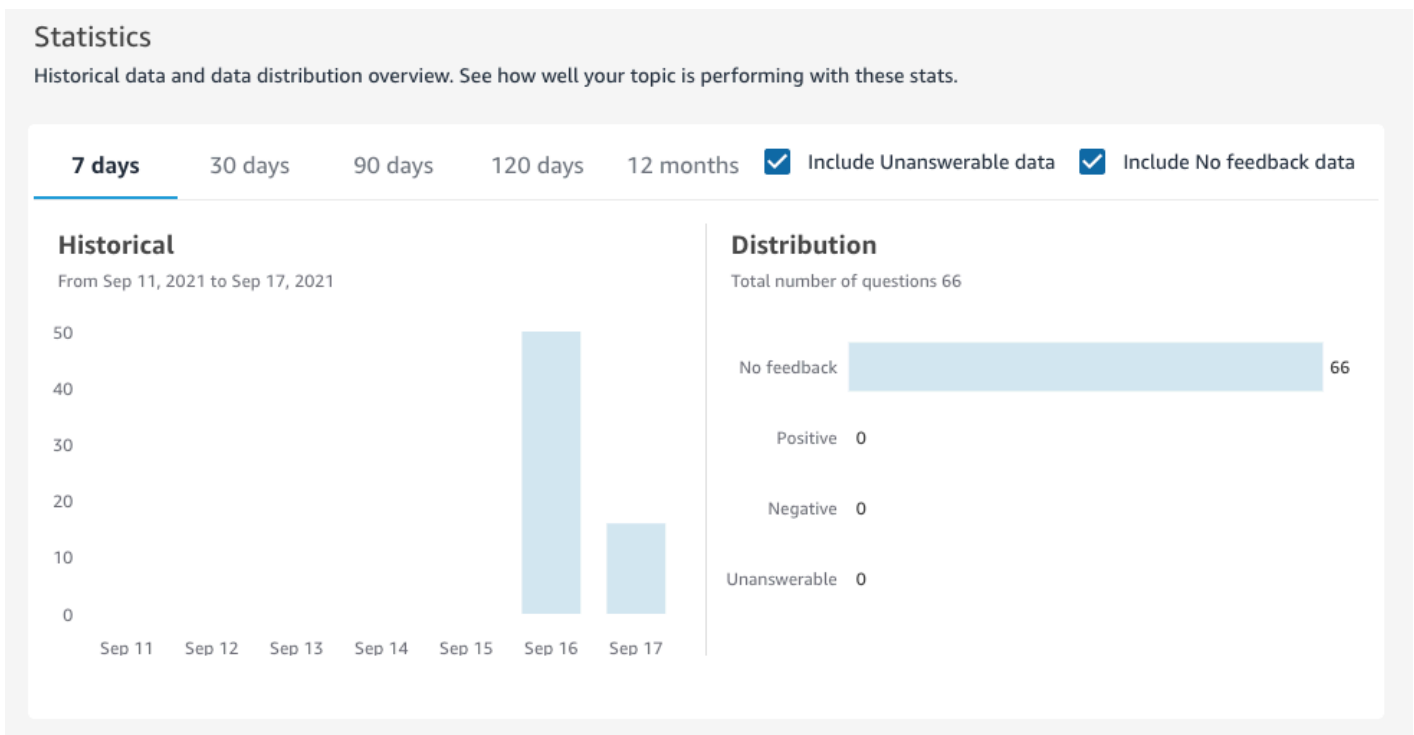 Statistics
Historical data and data distribution overview. See how well your topic is performing with these stats.
7 days 30 days 90 days 120 days 12 months Include Unanswerable data Include No feedback data
Historical
From Sep 11, 2021 to Sep 17, 2021
50
40
30
20
10
0
Sep 11 Sep 12 Sep 13 Sep 14 Sep 15 Sep 16 Sep 17
Distribution
Total number of questions 66
No feedback 66
Positive 0
Negative 0
Unanswerable 0